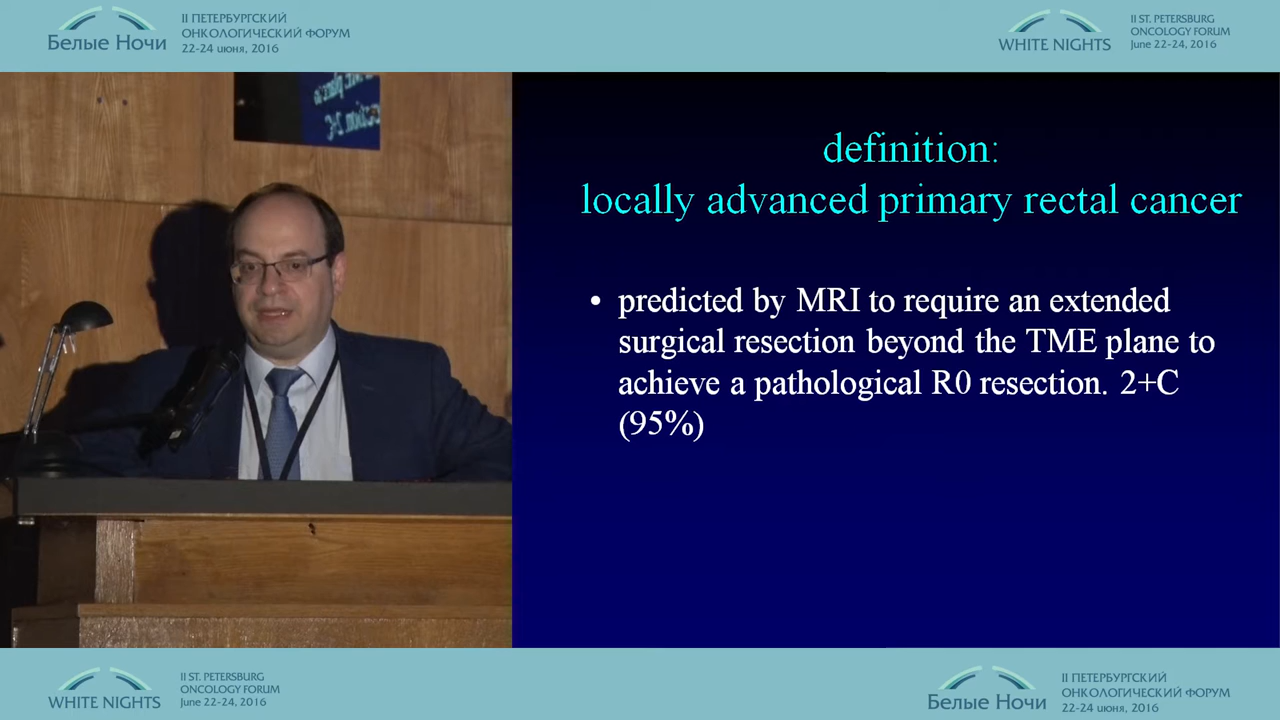 Белые Ночи
II ПЕТЕРБУРГСКИЙ
ОНКОЛОГИЧЕСКИЙ ФОРУМ
22-24 июня, 2016
WHITE NIGHTS
II ST. PETERSBURG
ONCOLOGY FORUM
June 22-24, 2016
definition:
locally advanced primary rectal cancer
• predicted by MRI to require an extended
surgical resection beyond the TME plane to
achieve a pathological R0 resection. 2+C
(95%)
WHITE NIGHTS
II ST. PETERSBURG
ONCOLOGY FORUM
June 22-24, 2016
Белые Ночи
II ПЕТЕРБУРГСКИЙ
ОНКОЛОГИЧЕСКИЙ ФОРУМ
22-24 июня, 2016